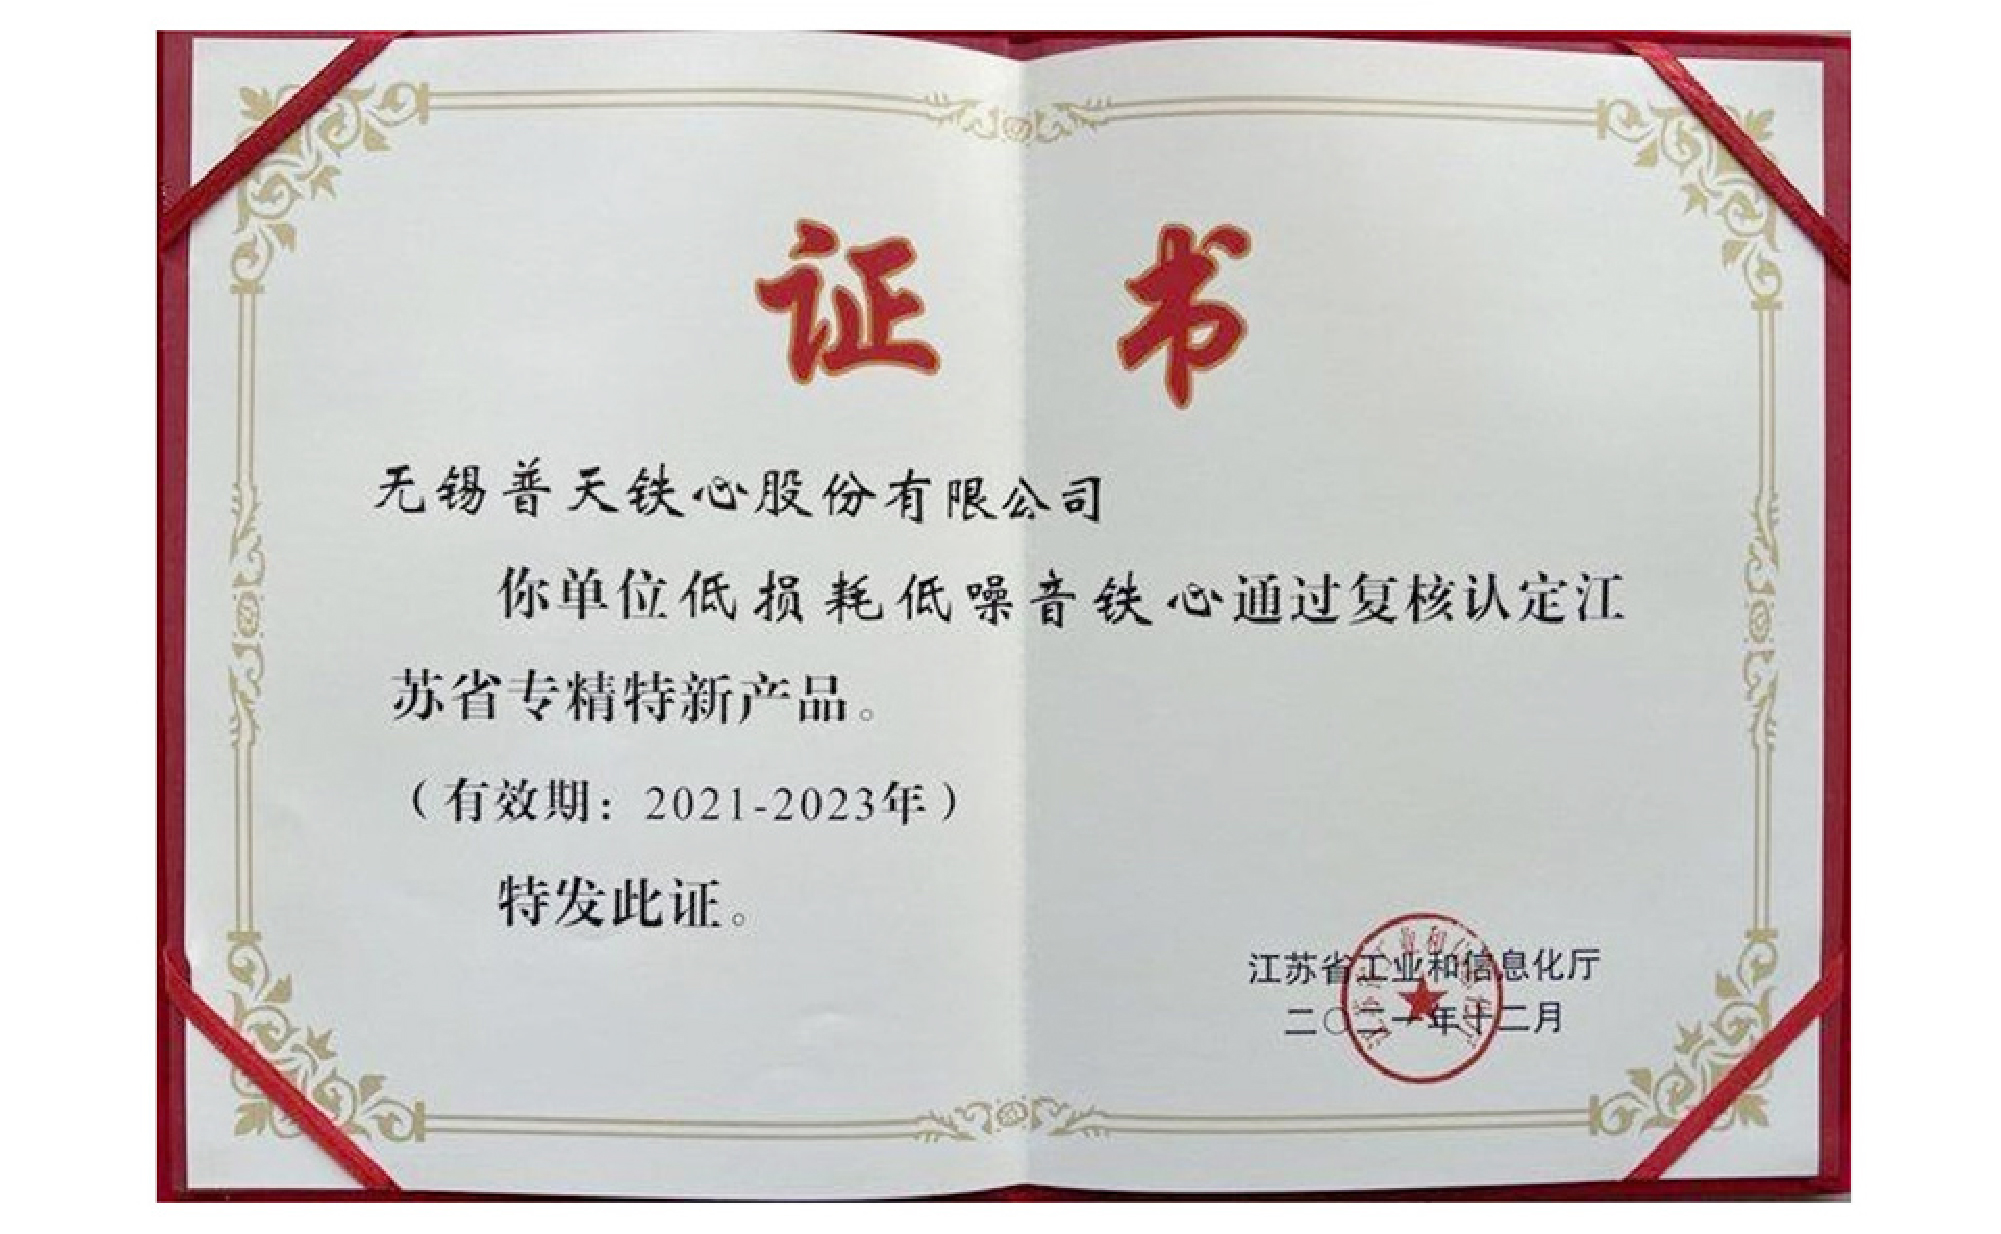 证 书
无锡普天铁心股份有限公司
你单位低损耗低噪音铁心通过复核认定江
苏省专精特新产品。
（有效期：2021-2023年）
特发此证。
江苏省工业和信息化厅
二〇二一年十二月